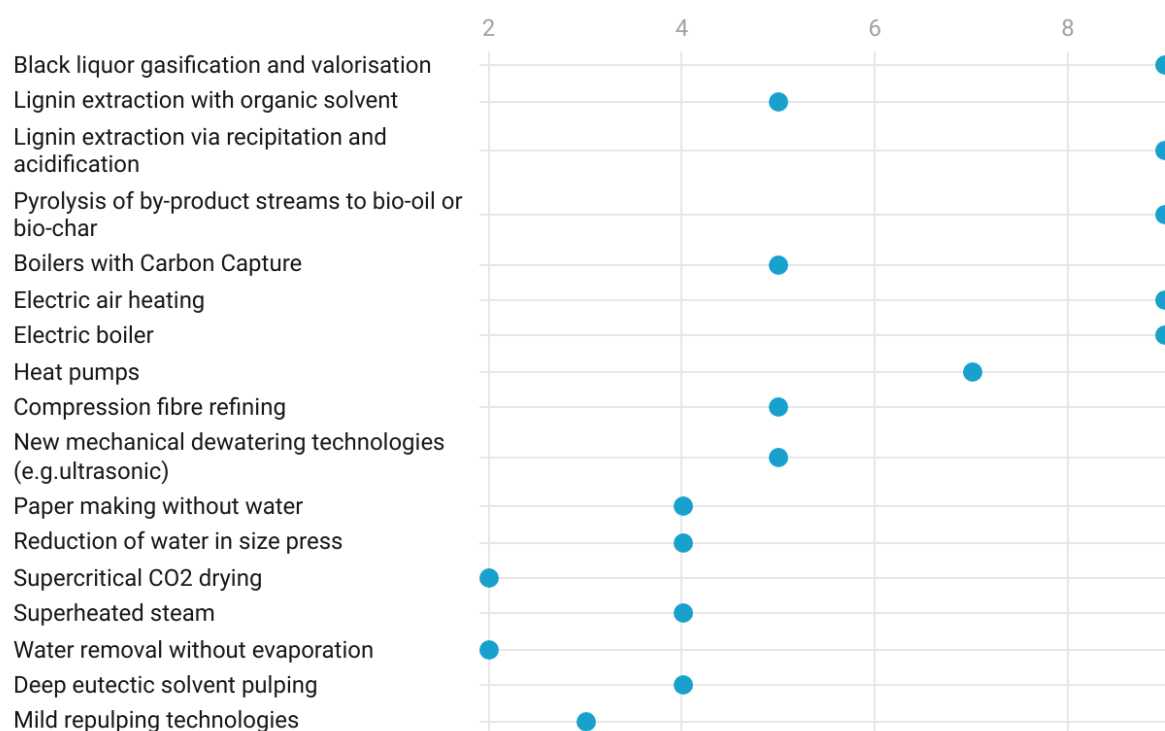 2 4 6 8
Black liquor gasification and valorisation
Lignin extraction with organic solvent
Lignin extraction via recipitation and
acidification
Pyrolysis of by-product streams to bio-oil or
bio-char
Boilers with Carbon Capture
Electric air heating
Electric boiler
Heat pumps
Compression fibre refining
New mechanical dewatering technologies
(e.g.ultrasonic)
Paper making without water
Reduction of water in size press
Supercritical CO2 drying
Superheated steam
Water removal without evaporation
Deep eutectic solvent pulping
Mild repulping technologies